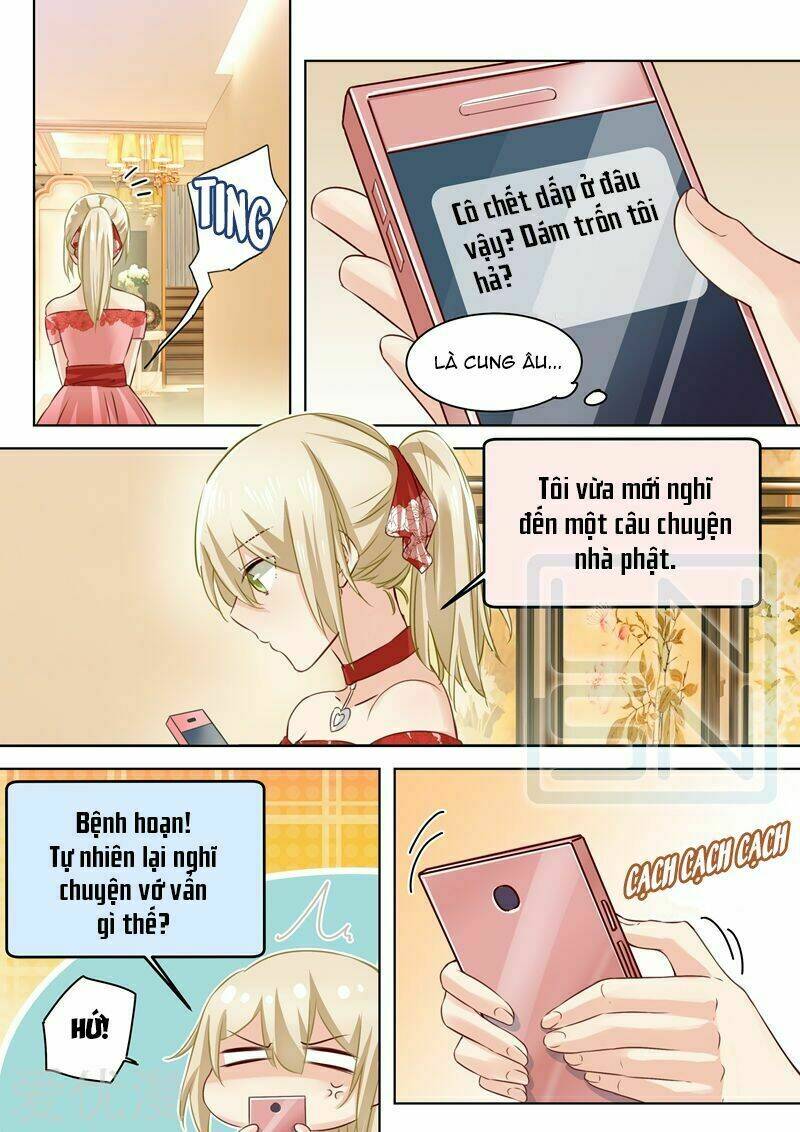 TING
Cô chết dấp ở đâu
vậy? Dám trốn tôi
hả?
LÀ CUNG ÂU...
Tôi vừa mới nghĩ
đến một câu chuyện
nhà phật.
Bệnh hoạn!
Tự nhiên lại nghĩ
chuyện vớ vẩn
gì thế?
HỨ!
CẠCH CẠCH CẠCH